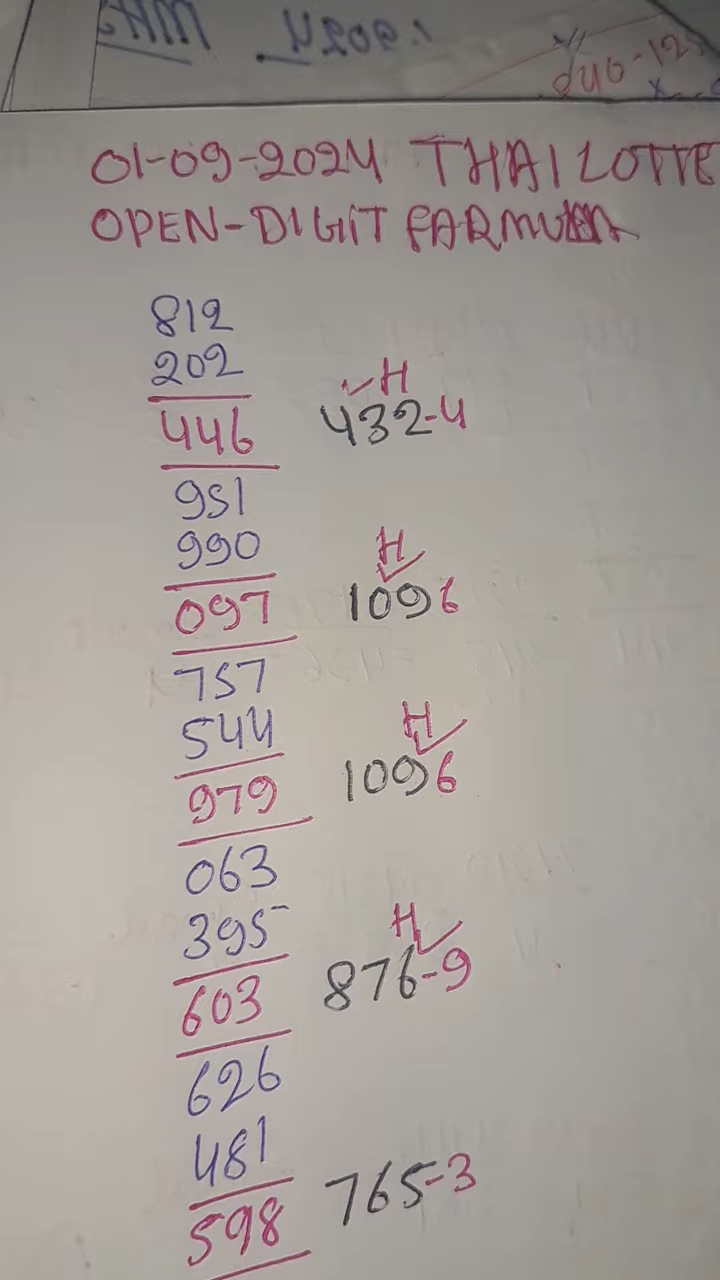 01-09-2024 THAI LOTTE
OPEN-DIGIT FARMULA
812
202
H
446 432-4
951
990
H
097 1096
757
544
H
979 1096
063
395
H
603 876-9
626
481
598 765-3